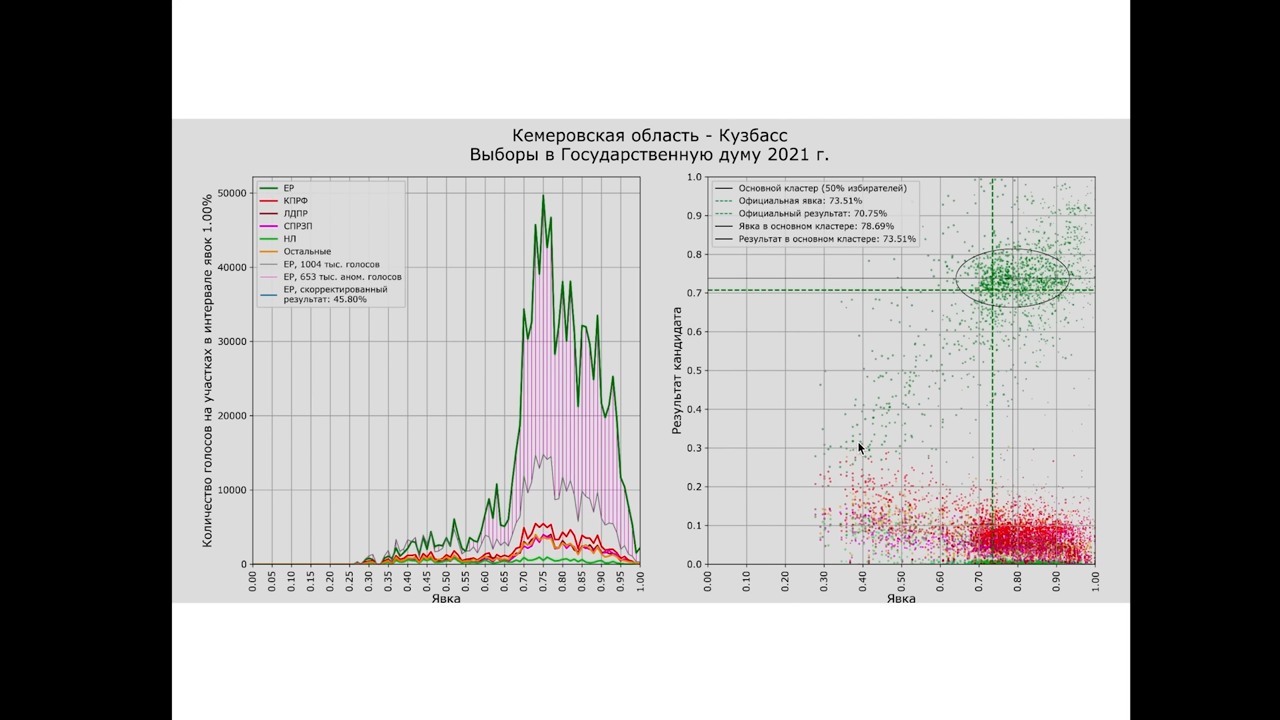 Кемеровская область - Кузбасс
Выборы в Государственную думу 2021 г.
Количество голосов на участках в интервале явок 1.00%
50000
40000
30000
20000
10000
0
ЕР
КПРФ
ЛДПР
СПРЗП
НЛ
Остальные
ЕР, 1004 тыс. голосов
ЕР, 653 тыс. аном. голосов
ЕР, скорректированный
результат: 45.80%
0.00 0.05 0.10 0.15 0.20 0.25 0.30 0.35 0.40 0.45 0.50 0.55 0.60 0.65 0.70 0.75 0.80 0.85 0.90 0.95 1.00
Явка
Результат кандидата
1.0
0.9
0.8
0.7
0.6
0.5
0.4
0.3
0.2
0.1
0.0
Основной кластер (50% избирателей)
Официальная явка: 73.51%
Официальный результат: 70.75%
Явка в основном кластере: 78.69%
Результат в основном кластере: 73.51%
0.00 0.10 0.20 0.30 0.40 0.50 0.60 0.70 0.80 0.90 1.00
Явка